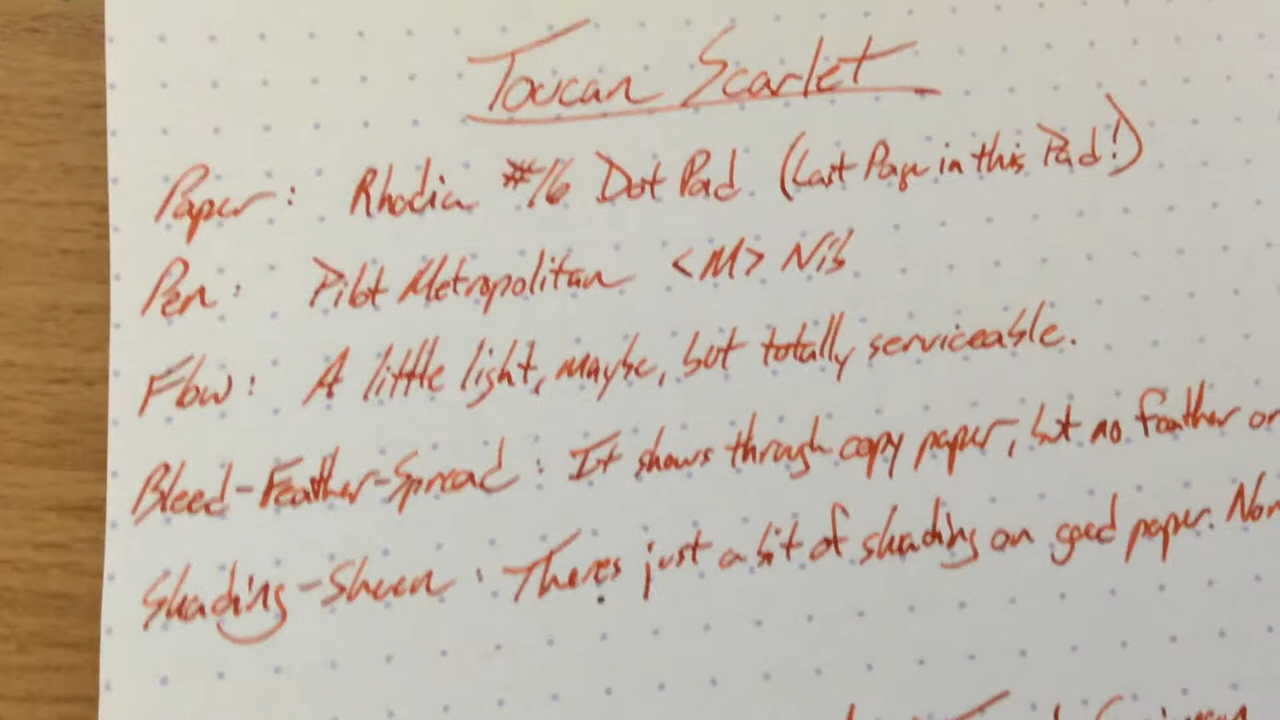 Toucan Scarlet
Paper: Rhodia #16 Dot Pad (Last Page in this Pad!)
Pen: Pilot Metropolitan <M> Nib
Flow: A little light, maybe, but totally serviceable.
Bleed-Feather-Spread: It shows through copy paper, but no feather or
Shading-Sheen: Theres just a bit of shading on good paper. Non